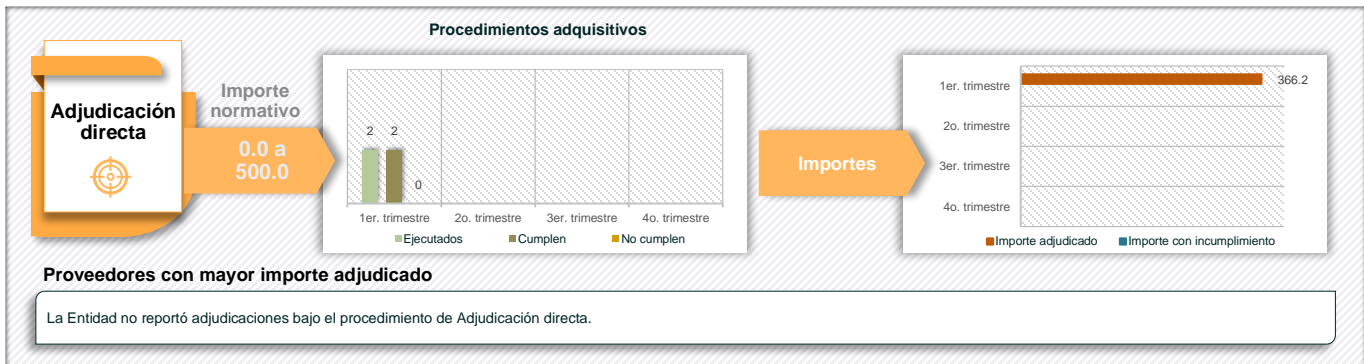 Procedimientos adquisitivos
Adjudicación
directa
Importe
normativo
0.0 a
500.0
2 2
0
1er. trimestre 2o. trimestre 3er. trimestre 4o. trimestre
Ejecutados Cumplen No cumplen
Importes
1er. trimestre 366.2
2o. trimestre
3er. trimestre
4o. trimestre
Importe adjudicado Importe con incumplimiento
Proveedores con mayor importe adjudicado
La Entidad no reportó adjudicaciones bajo el procedimiento de Adjudicación directa.